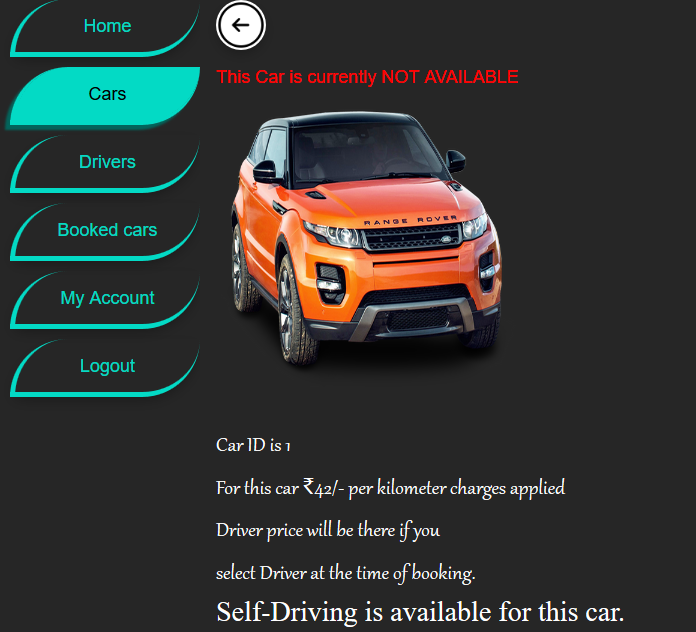 Home
Cars
Drivers
Booked cars
My Account
Logout
This Car is currently NOT AVAILABLE
RANGE ROVER
Car ID is 1
For this car ₹42/- per kilometer charges applied
Driver price will be there if you
select Driver at the time of booking.
Self-Driving is available for this car.